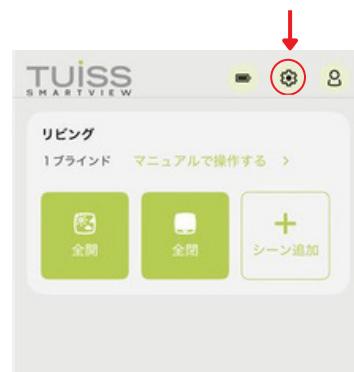 TUiSS
SMARTVIEW
リビング
1 ブラインド マニュアルで操作する >
全開 全閉 シーン追加